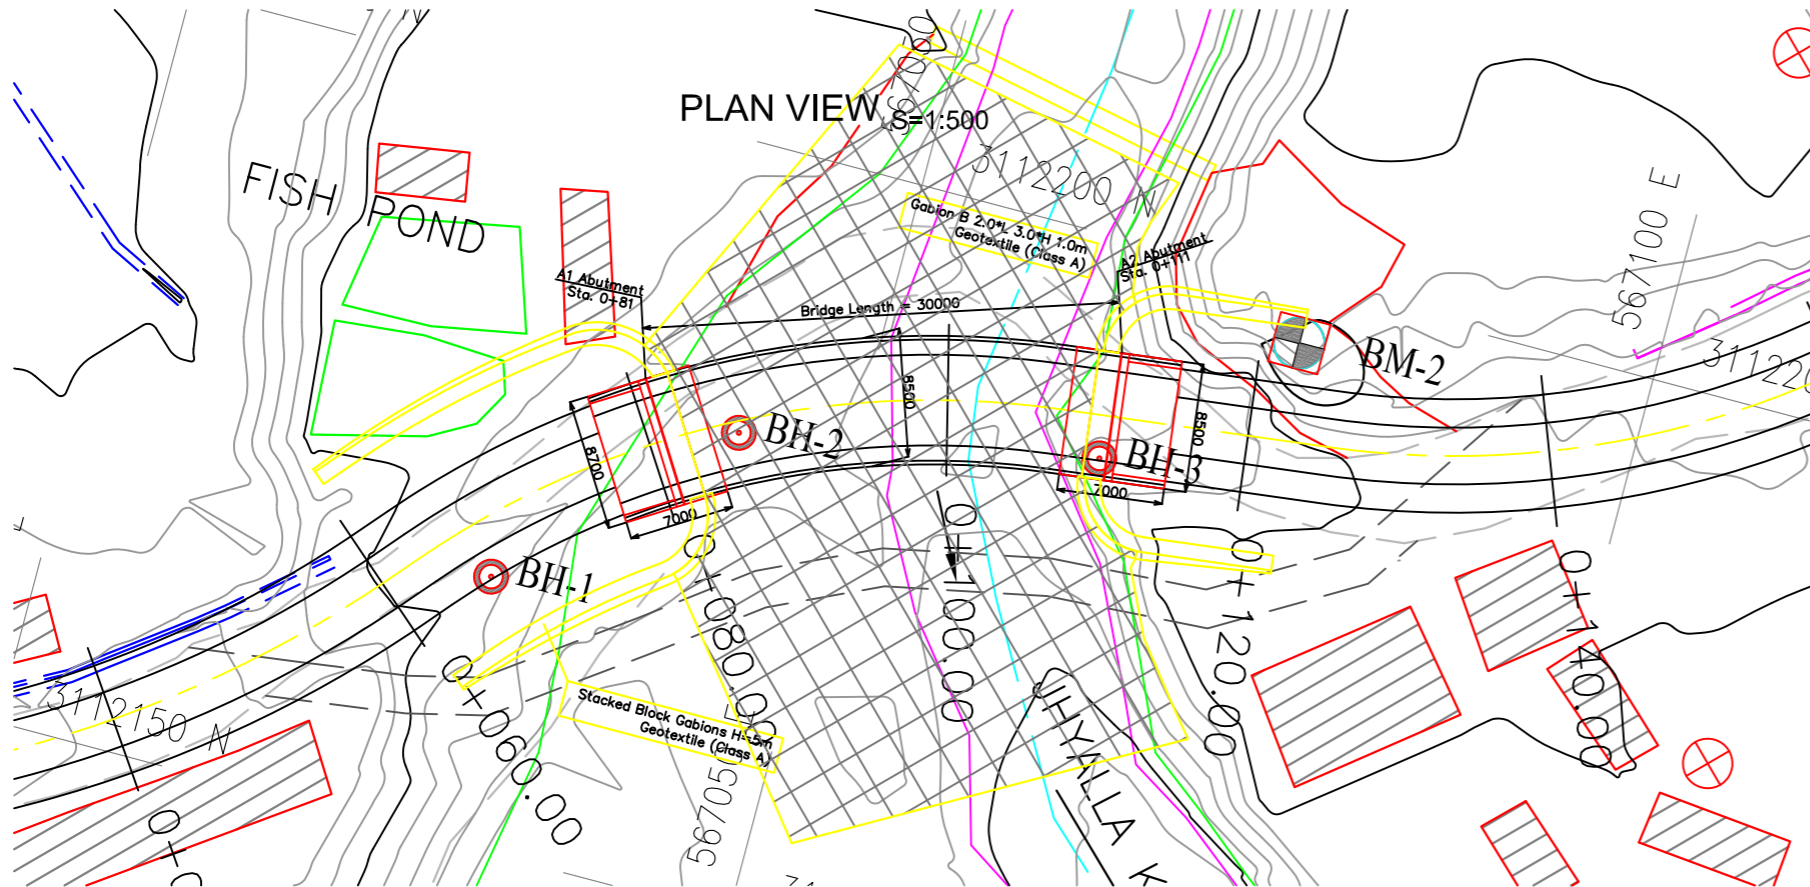 PLAN VIEW S=1:500
567050 E
3112200 N
567100 E
FISH POND
Gabion B 2.0*L 3.0*H 1.0m
Geotextile (Class A)
A1 Abutment
Sta. 0+81
A2 Abutment
Sta. 0+111
Bridge Length = 30000
BM-2
8500
BH-2
BH-3
8500
8700
7000
7000
BH-1
0+060.00
0+080.00
0+100.00
0+120.00
3112150 N
Stacked Block Gabions H=5m
Geotextile (Class A)
JHYALLA K